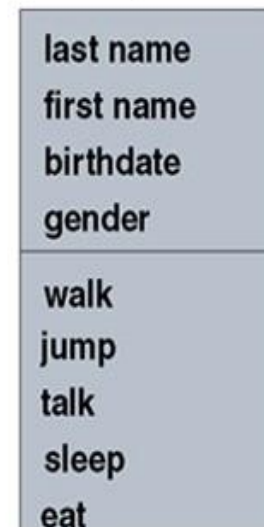 last name
first name
birthdate
gender
walk
jump
talk
sleep
eat